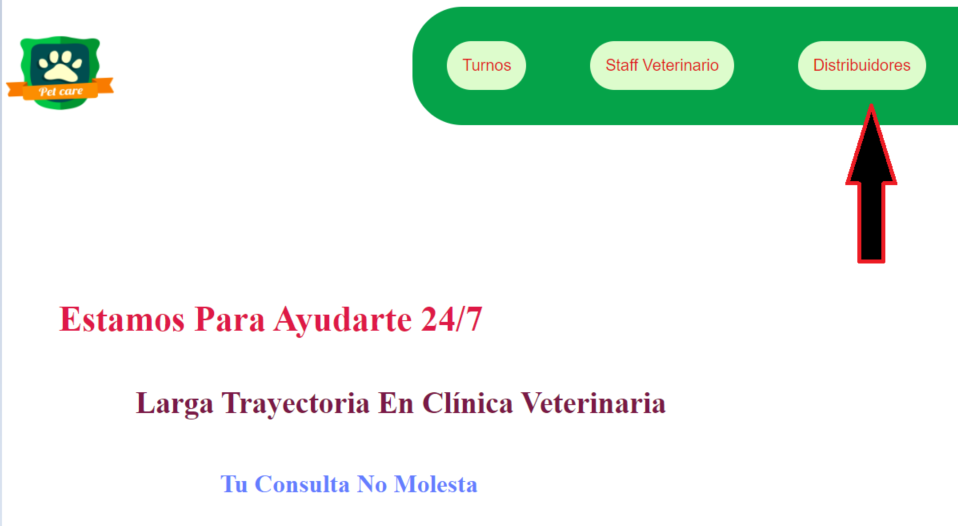 Pet care
Turnos
Staff Veterinario
Distribuidores
Estamos Para Ayudarte 24/7
Larga Trayectoria En Clínica Veterinaria
Tu Consulta No Molesta